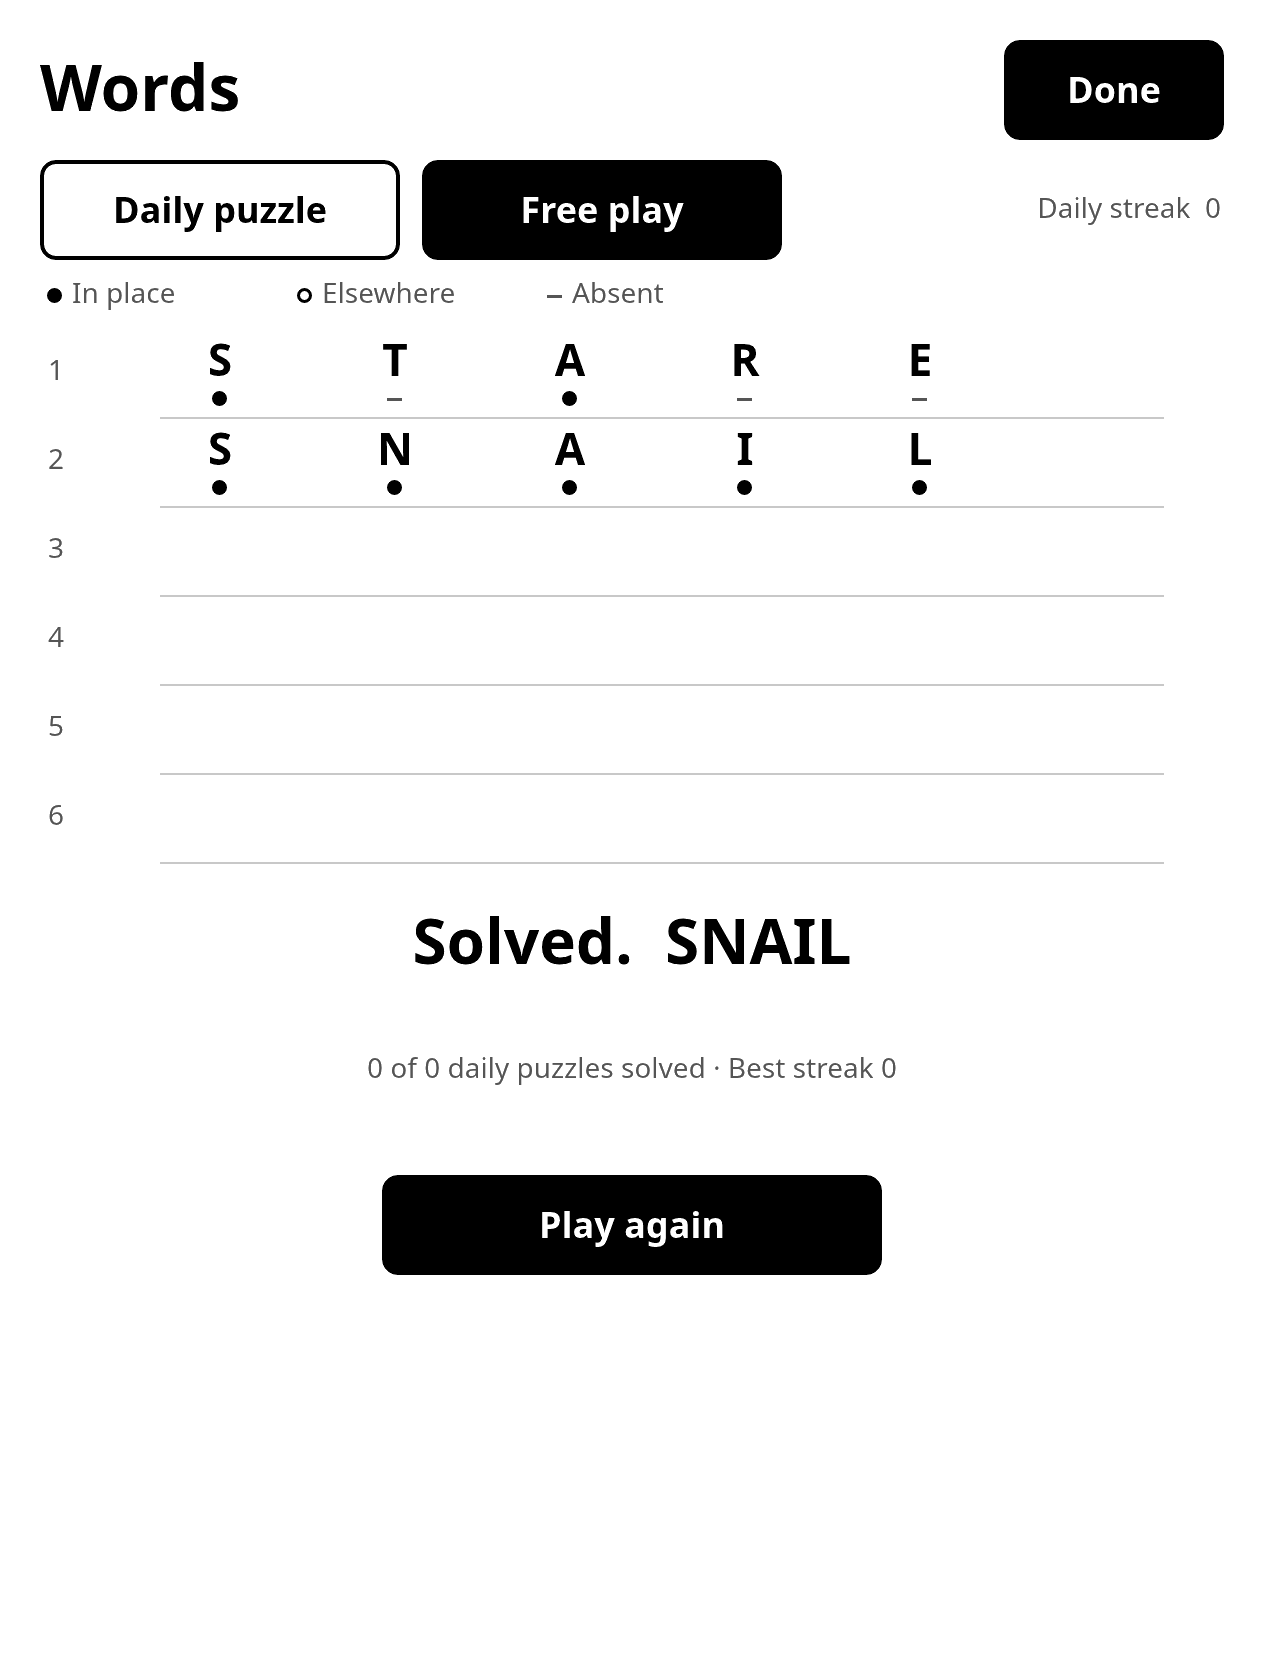 Words
Done
Daily puzzle
Free play
Daily streak 0
In place
Elsewhere
Absent
1 S T A R E
2 S N A I L
3
4
5
6
Solved. SNAIL
0 of 0 daily puzzles solved · Best streak 0
Play again